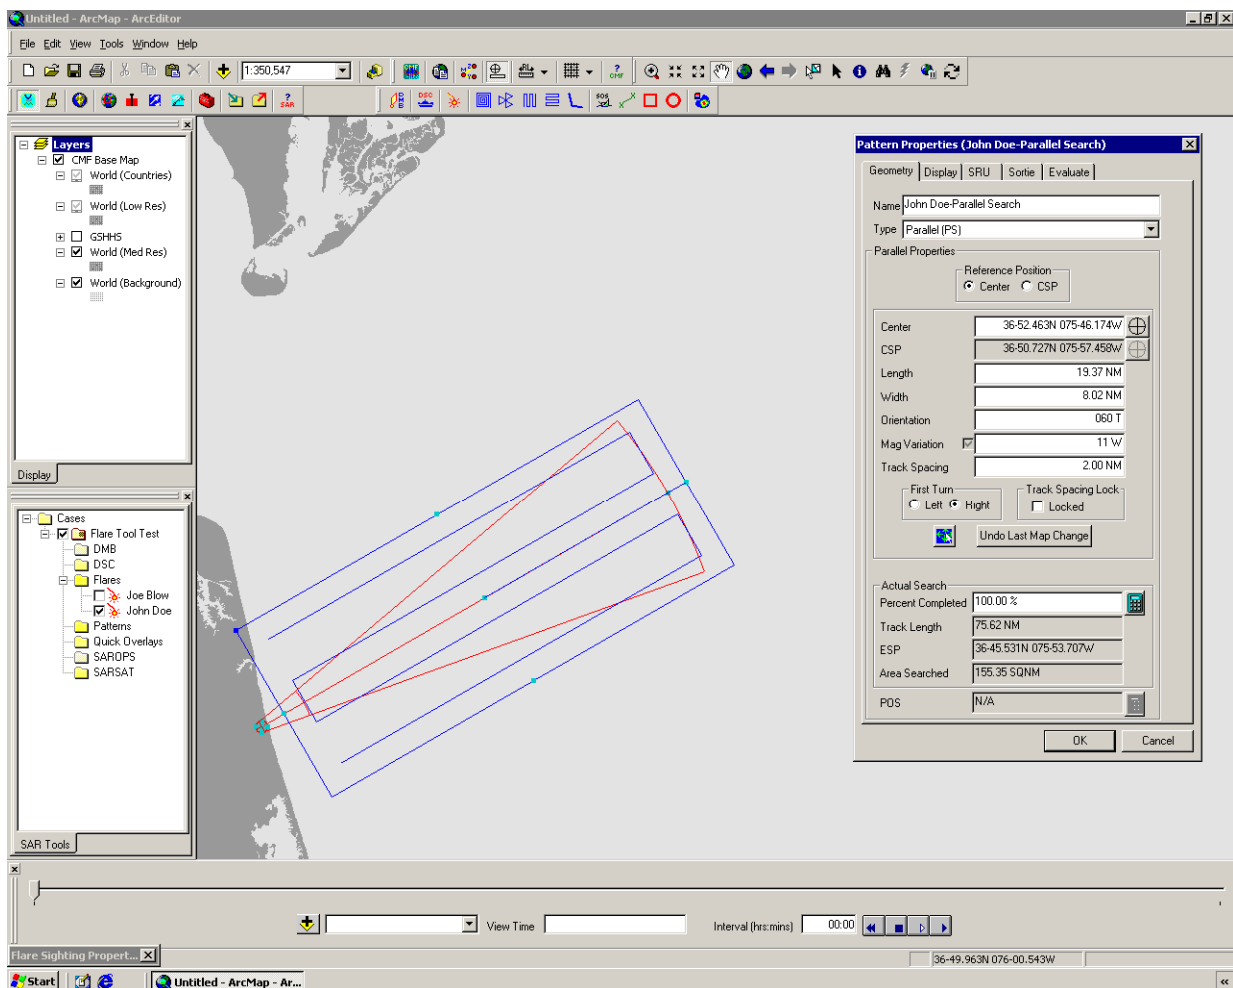 Untitled - ArcMap - ArcEditor
File Edit View Tools Window Help
1:350,547
? CMF
? SAR
DMB DSC SOS
Layers
CMF Base Map
World (Countries)
World (Low Res)
GSHHS
World (Med Res)
World (Background)
Display
Cases
Flare Tool Test
DMB
DSC
Flares
Joe Blow
John Doe
Patterns
Quick Overlays
SAROPS
SARSAT
SAR Tools
Pattern Properties (John Doe-Parallel Search)
Geometry Display SRU Sortie Evaluate
Name John Doe-Parallel Search
Type Parallel (PS)
Parallel Properties
Reference Position
Center CSP
Center 36-52.463N 075-46.174W
CSP 36-50.727N 075-57.458W
Length 19.37 NM
Width 8.02 NM
Orientation 060 T
Mag Variation 11 W
Track Spacing 2.00 NM
First Turn
Left Right
Track Spacing Lock
Locked
Undo Last Map Change
Actual Search
Percent Completed 100.00 %
Track Length 75.62 NM
ESP 36-45.531N 075-53.707W
Area Searched 155.35 SQNM
POS N/A
OK Cancel
View Time Interval (hrs:mins) 00:00
Flare Sighting Propert...
36-49.963N 076-00.543W
Start Untitled - ArcMap - Ar...